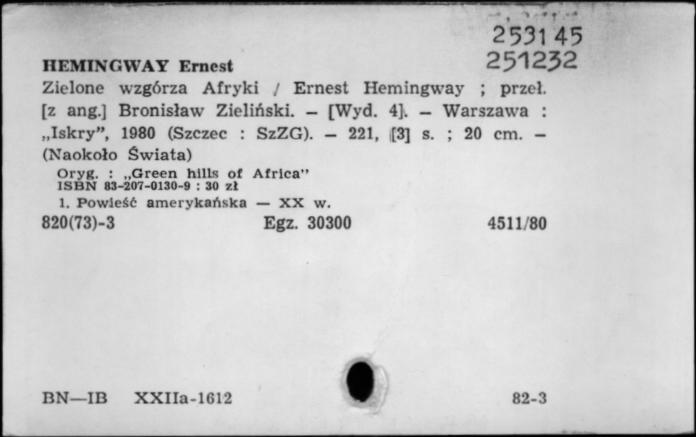 253145
251232
HEMINGWAY Ernest
Zielone wzgórza Afryki / Ernest Hemingway ; przeł.
[z ang.] Bronisław Zieliński. — [Wyd. 4]. — Warszawa :
„Iskry”, 1980 (Szczec : SzZG). — 221, [3] s. ; 20 cm. —
(Naokoło Świata)
Oryg. : „Green hills of Africa”
ISBN 83-207-0130-9 : 30 zł
1. Powieść amerykańska — XX w.
820(73)-3 Egz. 30300 4511/80
BN—IB XXIIa-1612 82-3